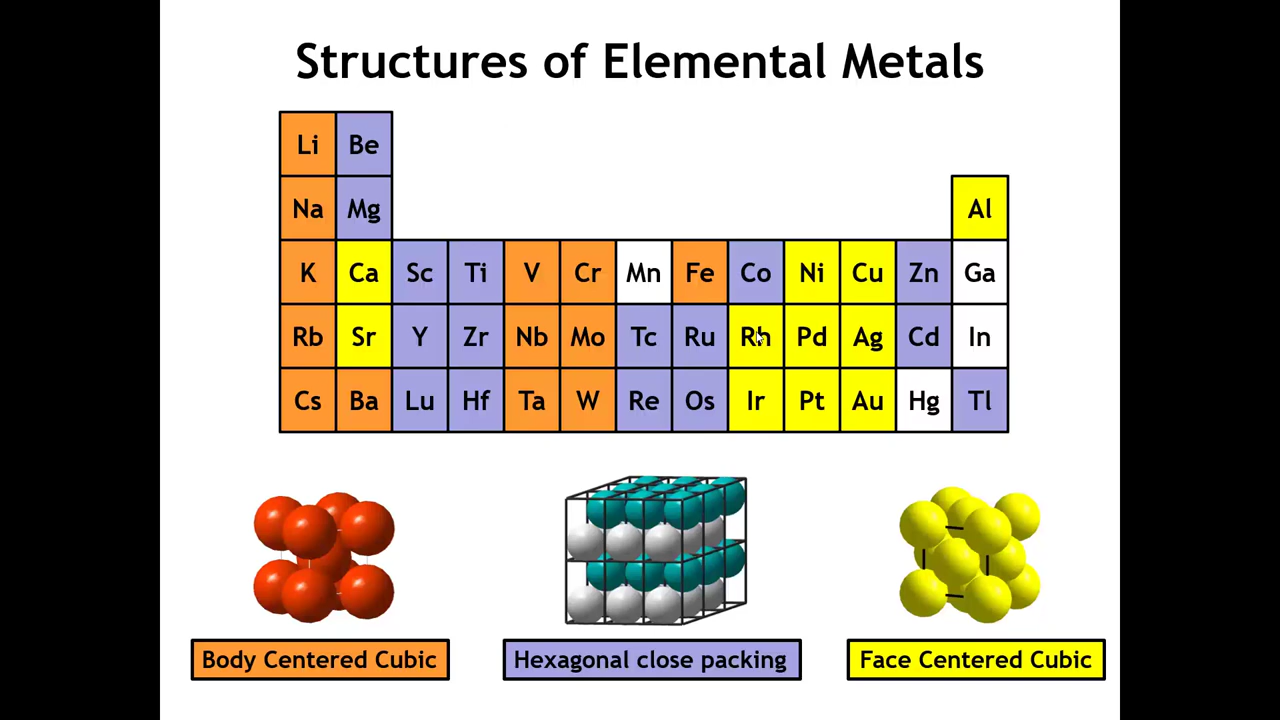 Structures of Elemental Metals
Li Be
Na Mg Al
K Ca Sc Ti V Cr Mn Fe Co Ni Cu Zn Ga
Rb Sr Y Zr Nb Mo Tc Ru Rh Pd Ag Cd In
Cs Ba Lu Hf Ta W Re Os Ir Pt Au Hg Tl
Body Centered Cubic Hexagonal close packing Face Centered Cubic